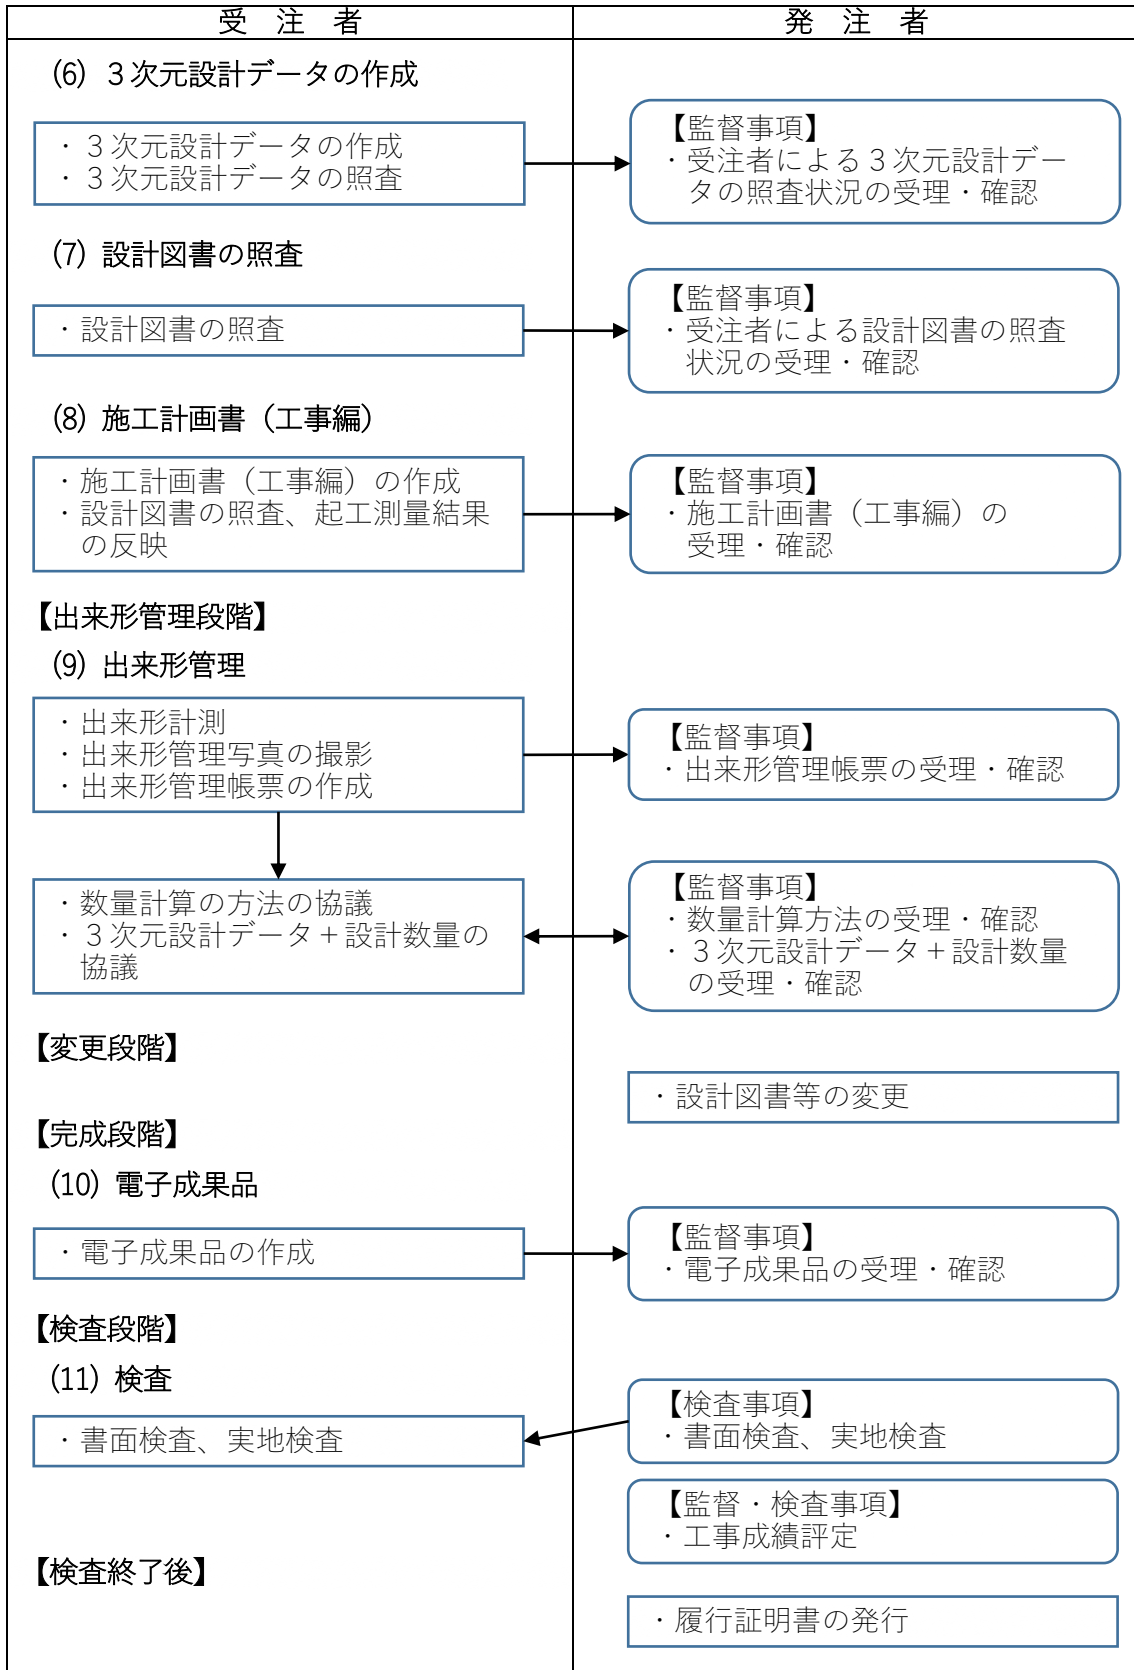 受　注　者
発　注　者
(6) ３次元設計データの作成
・３次元設計データの作成
・３次元設計データの照査
【監督事項】
・受注者による３次元設計デー
タの照査状況の受理・確認
(7) 設計図書の照査
・設計図書の照査
【監督事項】
・受注者による設計図書の照査
状況の受理・確認
(8) 施工計画書（工事編）
・施工計画書（工事編）の作成
・設計図書の照査、起工測量結果
の反映
【監督事項】
・施工計画書（工事編）の
受理・確認
【出来形管理段階】
(9) 出来形管理
・出来形計測
・出来形管理写真の撮影
・出来形管理帳票の作成
【監督事項】
・出来形管理帳票の受理・確認
・数量計算の方法の協議
・３次元設計データ＋設計数量の
協議
【監督事項】
・数量計算方法の受理・確認
・３次元設計データ＋設計数量
の受理・確認
【変更段階】
・設計図書等の変更
【完成段階】
(10) 電子成果品
・電子成果品の作成
【監督事項】
・電子成果品の受理・確認
【検査段階】
(11) 検査
・書面検査、実地検査
【検査事項】
・書面検査、実地検査
【監督・検査事項】
・工事成績評定
【検査終了後】
・履行証明書の発行